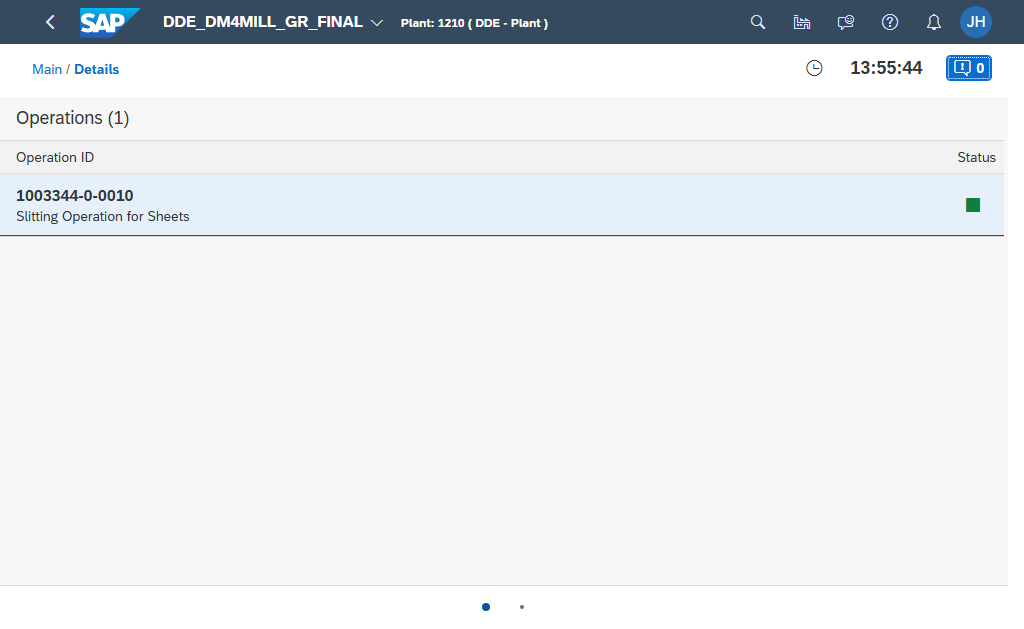 SAP DDE_DM4MILL_GR_FINAL Plant: 1210 ( DDE - Plant ) JH
Main / Details 13:55:44 0
Operations (1)
Operation ID Status
1003344-0-0010
Slitting Operation for Sheets